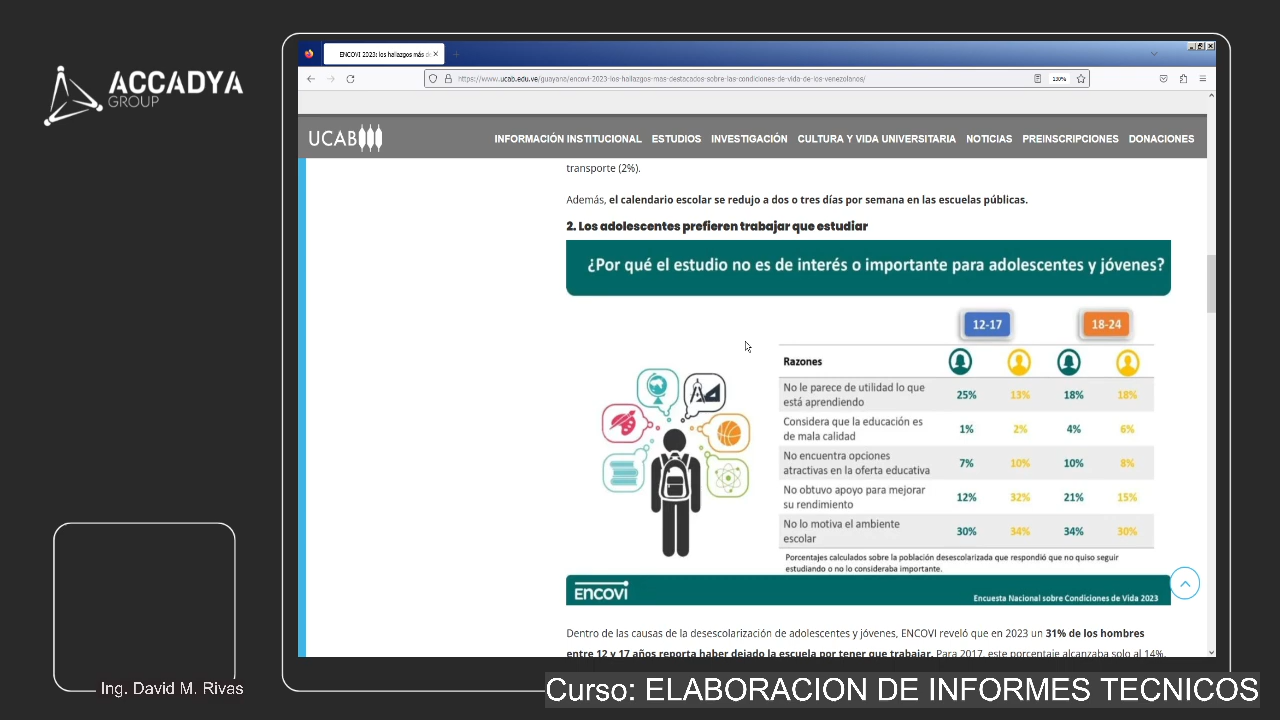 ACCADYA
GROUP
ENCOVI 2023: los hallazgos más de
https://www.ucab.edu.ve/guayana/encovi-2023-los-hallazgos-mas-destacados-sobre-las-condiciones-de-vida-de-los-venezolanos/
130%
UCAB
INFORMACIÓN INSTITUCIONAL ESTUDIOS INVESTIGACIÓN CULTURA Y VIDA UNIVERSITARIA NOTICIAS PREINSCRIPCIONES DONACIONES
transporte (2%).
Además, el calendario escolar se redujo a dos o tres días por semana en las escuelas públicas.
2. Los adolescentes prefieren trabajar que estudiar
¿Por qué el estudio no es de interés o importante para adolescentes y jóvenes?
12-17 18-24
Razones
No le parece de utilidad lo que
está aprendiendo
25% 13% 18% 18%
Considera que la educación es
de mala calidad
1% 2% 4% 6%
No encuentra opciones
atractivas en la oferta educativa
7% 10% 10% 8%
No obtuvo apoyo para mejorar
su rendimiento
12% 32% 21% 15%
No lo motiva el ambiente
escolar
30% 34% 34% 30%
Porcentajes calculados sobre la población desescolarizada que respondió que no quiso seguir
estudiando o no lo consideraba importante.
ENCOVI
Encuesta Nacional sobre Condiciones de Vida 2023
Dentro de las causas de la desescolarización de adolescentes y jóvenes, ENCOVI reveló que en 2023 un 31% de los hombres
entre 12 y 17 años reporta haber dejado la escuela por tener que trabajar. Para 2017, este porcentaje alcanzaba solo al 14%.
Ing. David M. Rivas
Curso: ELABORACION DE INFORMES TECNICOS